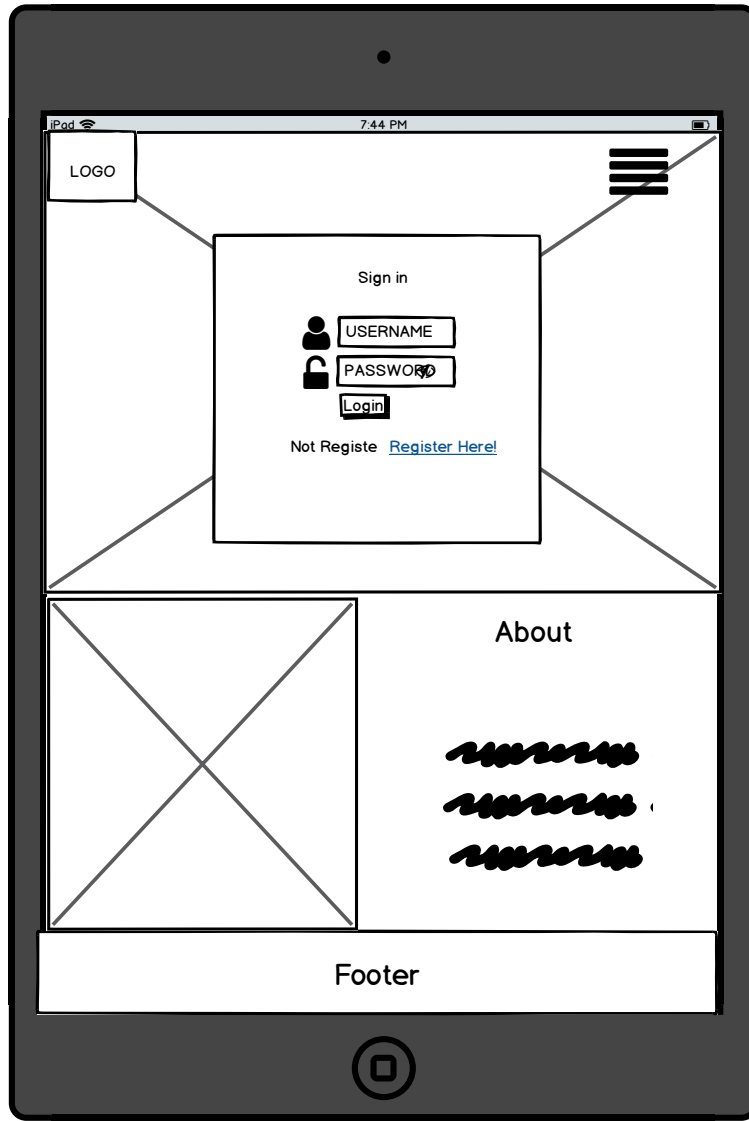 iPad 7:44 PM
LOGO
Sign in
USERNAME
PASSWORD
Login
Not Registe Register Here!
About
Footer